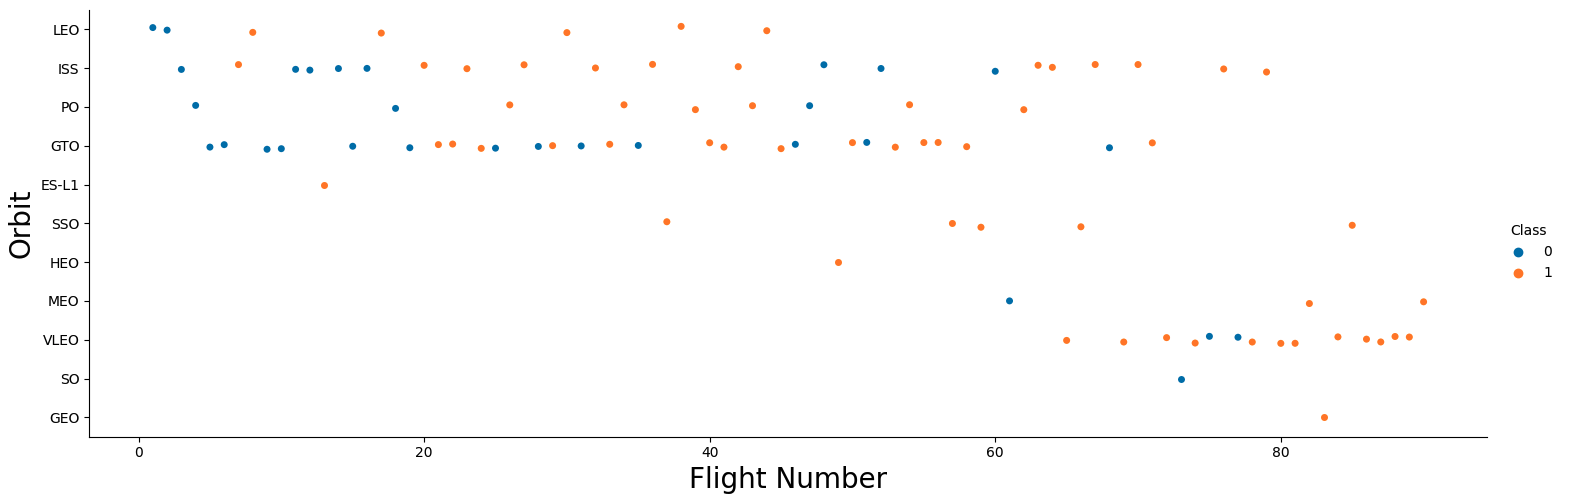 LEO
ISS
PO
GTO
ES-L1
SSO
HEO
MEO
VLEO
SO
GEO
Orbit
0 20 40 60 80
Flight Number
Class
0
1